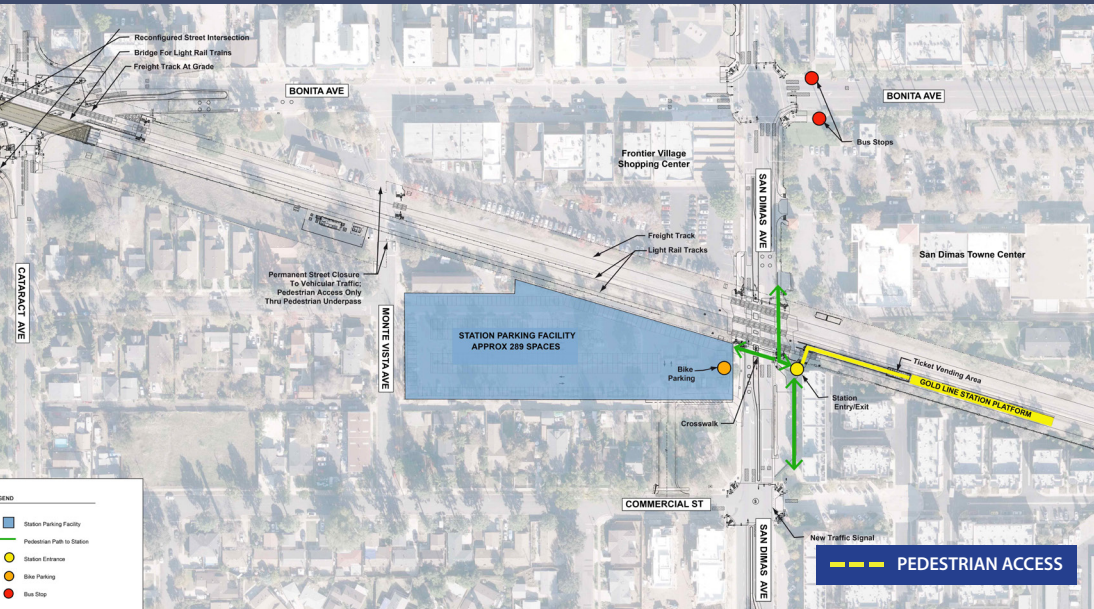 Reconfigured Street Intersection
Bridge For Light Rail Trains
Freight Track At Grade
BONITA AVE
BONITA AVE
Bus Stops
Frontier Village
Shopping Center
SAN DIMAS AVE
Freight Track
Light Rail Tracks
San Dimas Towne Center
CATARACT AVE
Permanent Street Closure
To Vehicular Traffic;
Pedestrian Access Only
Thru Pedestrian Underpass
MONTE VISTA AVE
STATION PARKING FACILITY
APPROX 289 SPACES
Bike
Parking
Ticket Vending Area
GOLD LINE STATION PLATFORM
Station
Entry/Exit
Crosswalk
COMMERCIAL ST
SAN DIMAS AVE
New Traffic Signal
GEND
Station Parking Facility
Pedestrian Path to Station
Station Entrance
Bike Parking
Bus Stop
PEDESTRIAN ACCESS